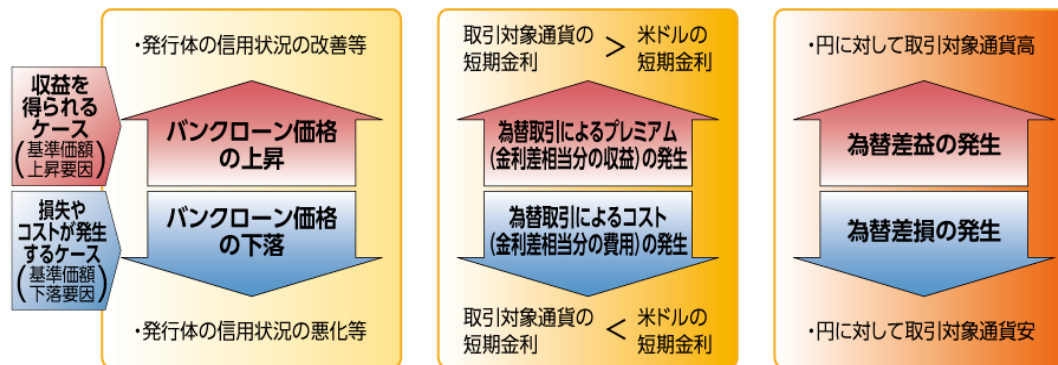 収益を
得られる
ケース
(基準価額
上昇要因)
損失や
コストが発生
するケース
(基準価額
下落要因)
・発行体の信用状況の改善等
バンクローン価格
の上昇
バンクローン価格
の下落
・発行体の信用状況の悪化等
取引対象通貨の
短期金利
>
米ドルの
短期金利
為替取引によるプレミアム
(金利差相当分の収益)の発生
為替取引によるコスト
(金利差相当分の費用)の発生
取引対象通貨の
短期金利
<
米ドルの
短期金利
・円に対して取引対象通貨高
為替差益の発生
為替差損の発生
・円に対して取引対象通貨安